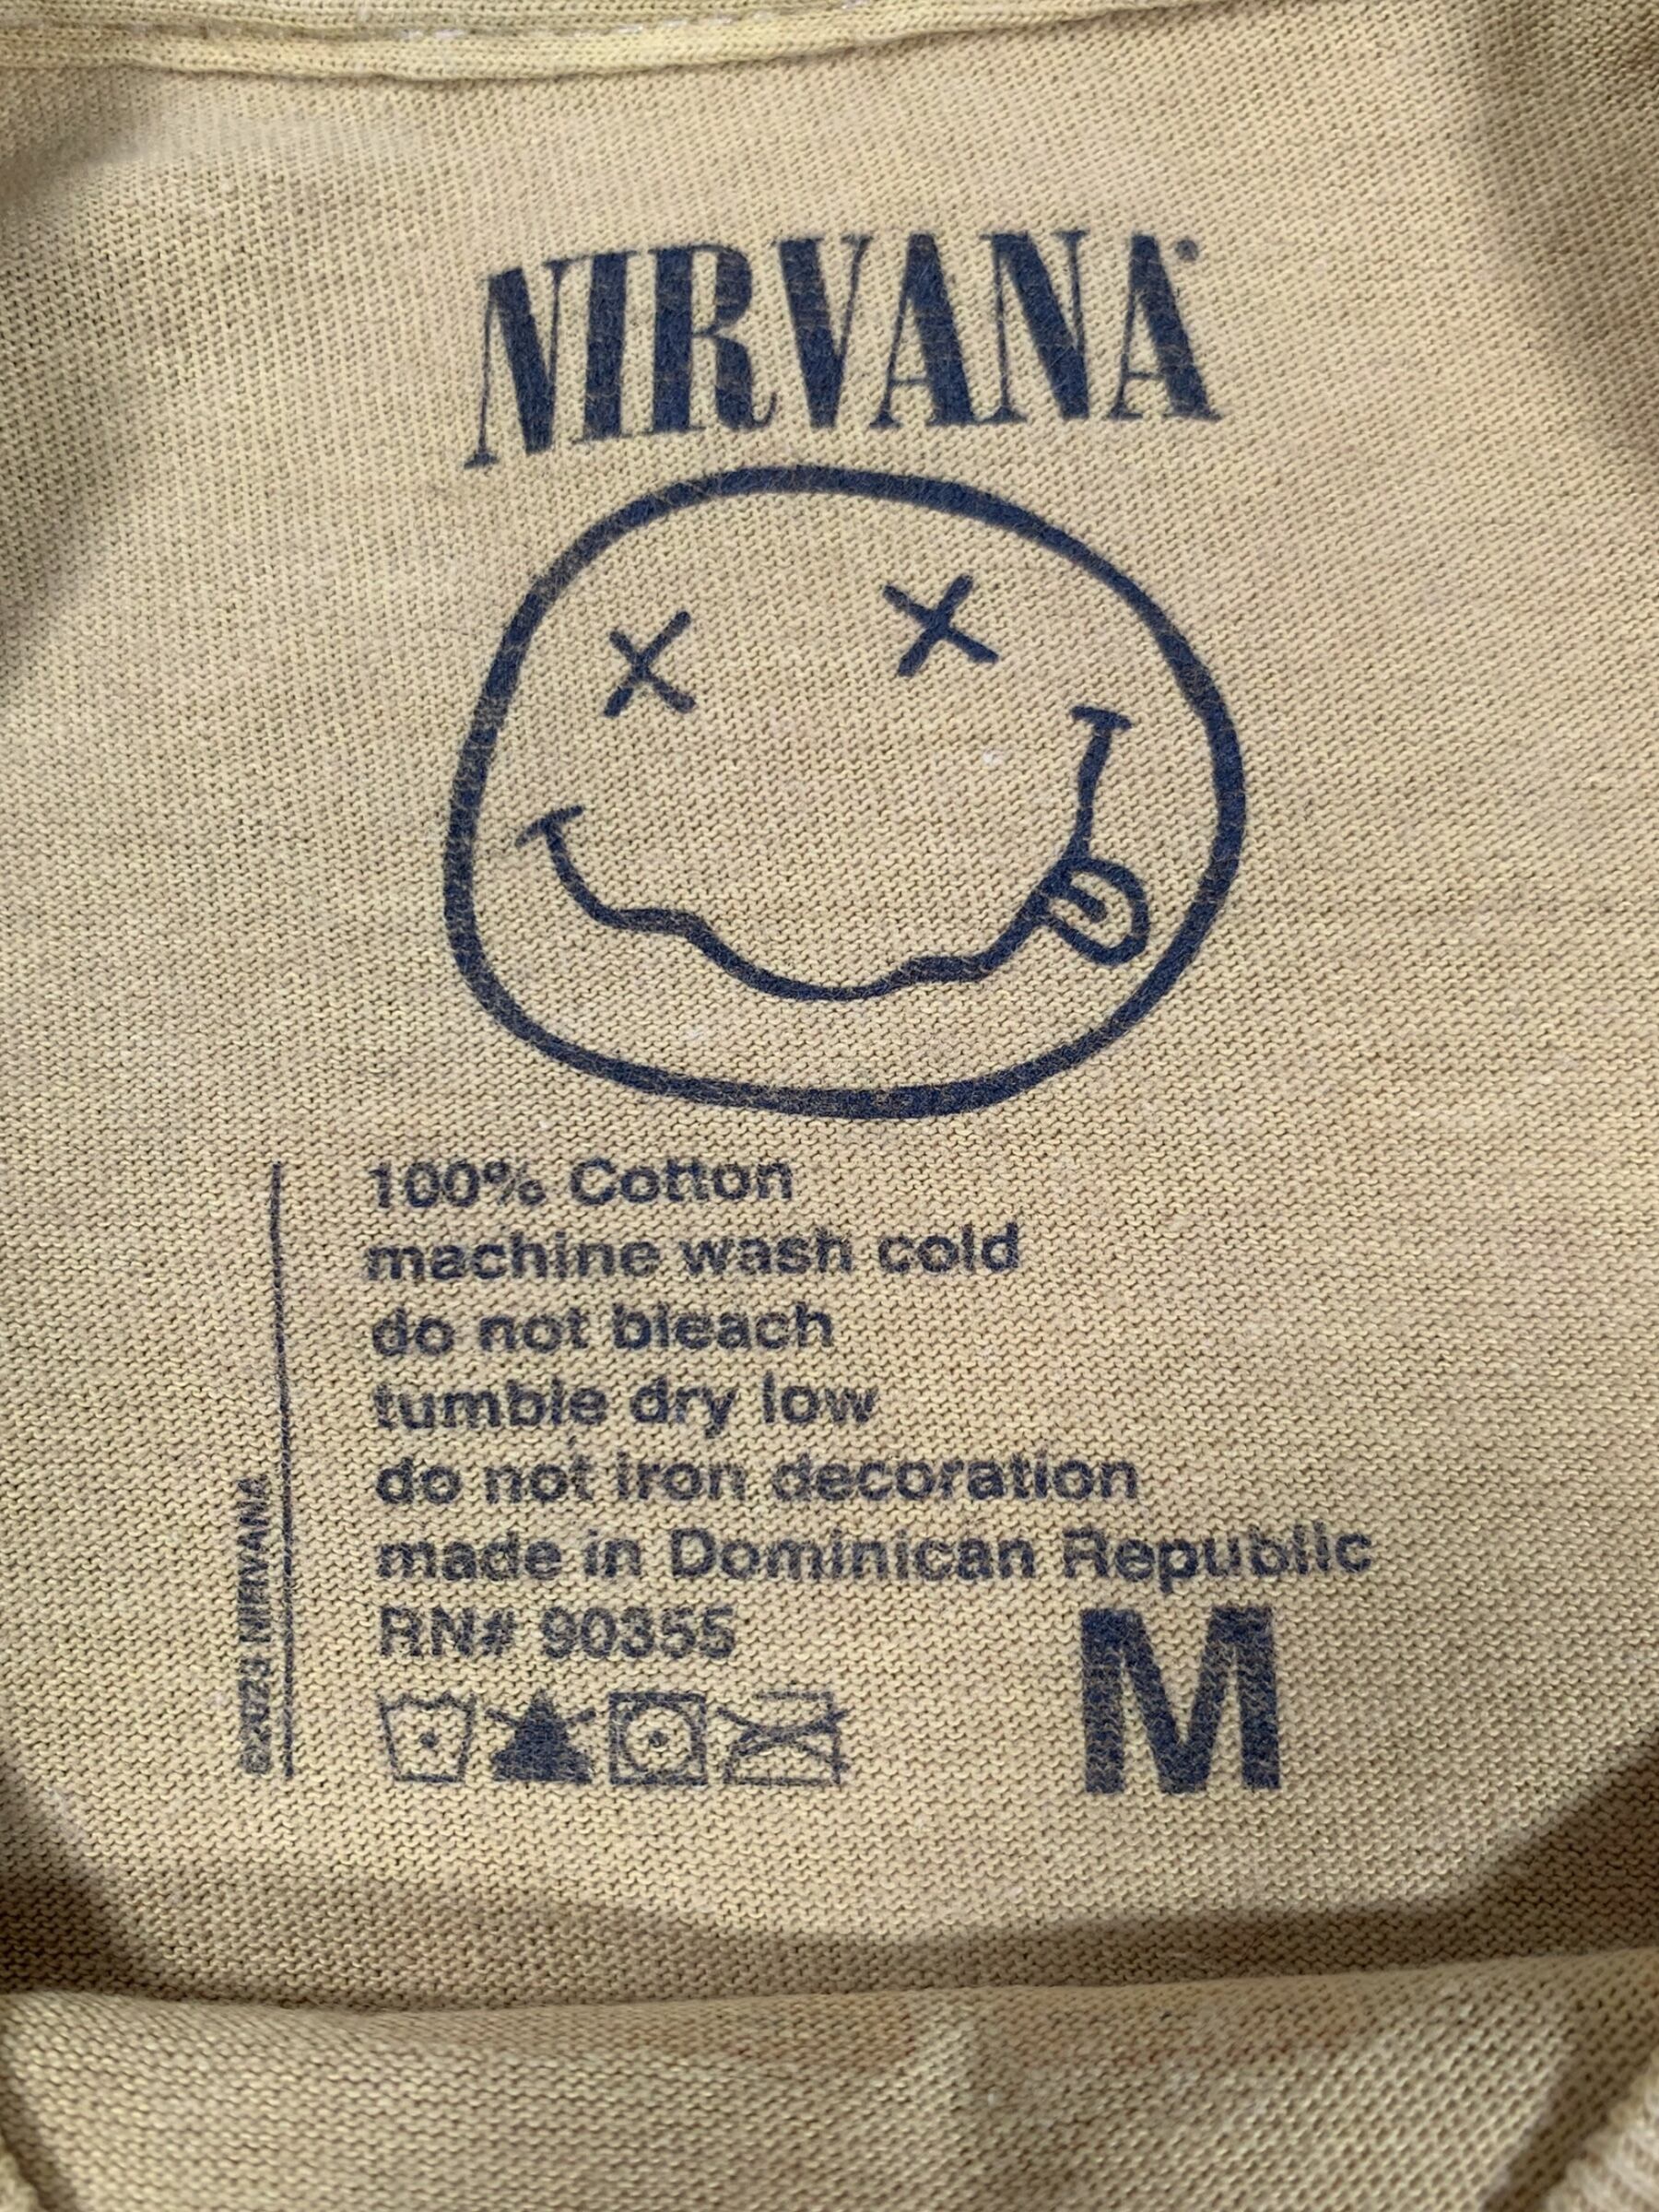 NIRVANA
100% Cotton
machine wash cold
do not bleach
tumble dry low
do not iron decoration
made in Dominican Republic
RN# 90355
M
©2023 NIRVANA